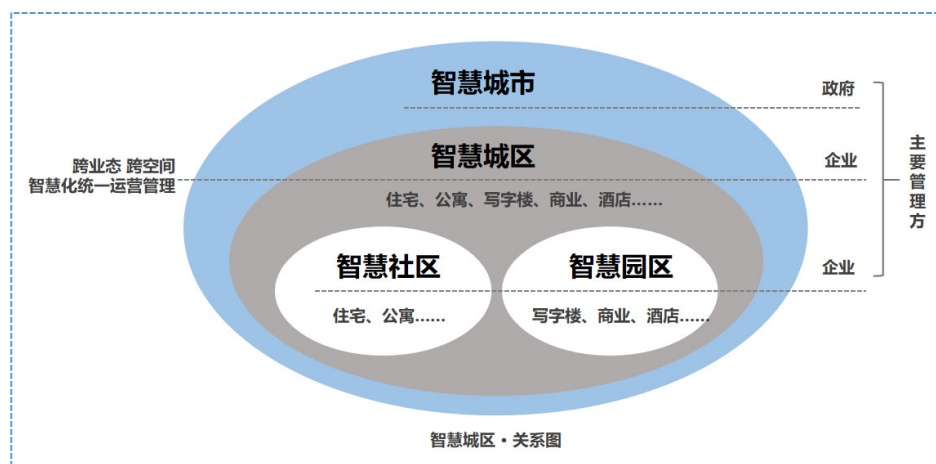 智慧城市
政府
智慧城区
企业
跨业态 跨空间
智慧化统一运营管理
住宅、公寓、写字楼、商业、酒店……
主要管理方
智慧社区
智慧园区
企业
住宅、公寓……
写字楼、商业、酒店……
智慧城区·关系图